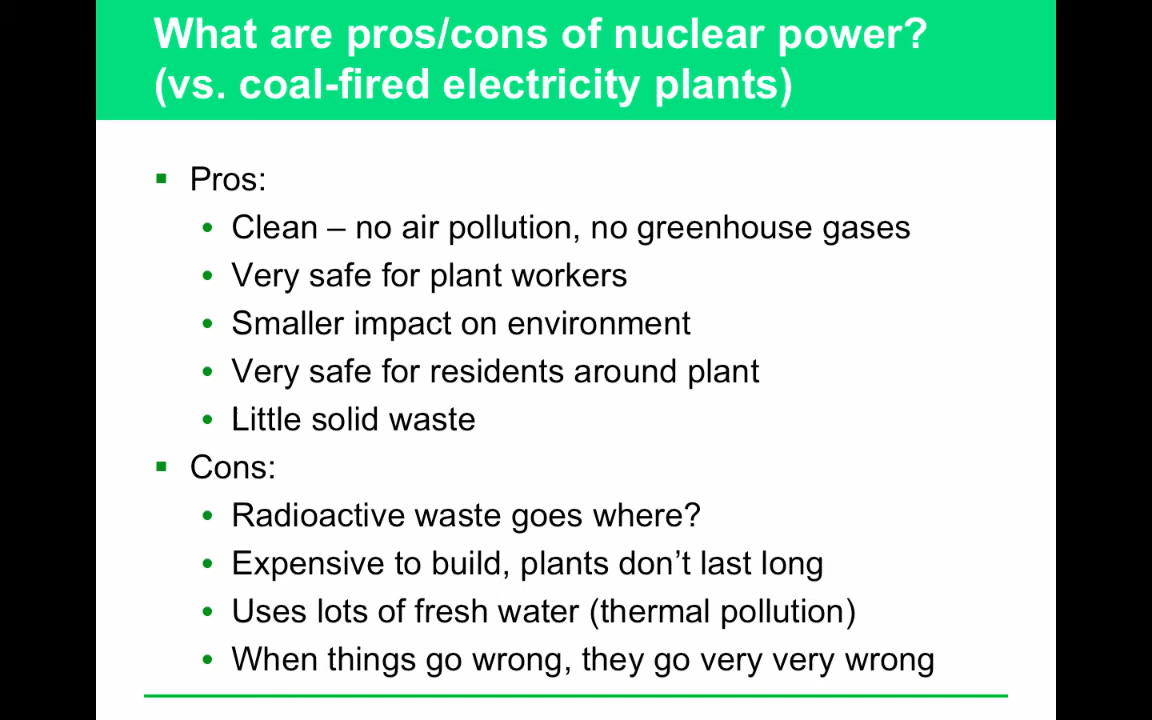 What are pros/cons of nuclear power?
(vs. coal-fired electricity plants)
▪ Pros:
• Clean – no air pollution, no greenhouse gases
• Very safe for plant workers
• Smaller impact on environment
• Very safe for residents around plant
• Little solid waste
▪ Cons:
• Radioactive waste goes where?
• Expensive to build, plants don’t last long
• Uses lots of fresh water (thermal pollution)
• When things go wrong, they go very very wrong